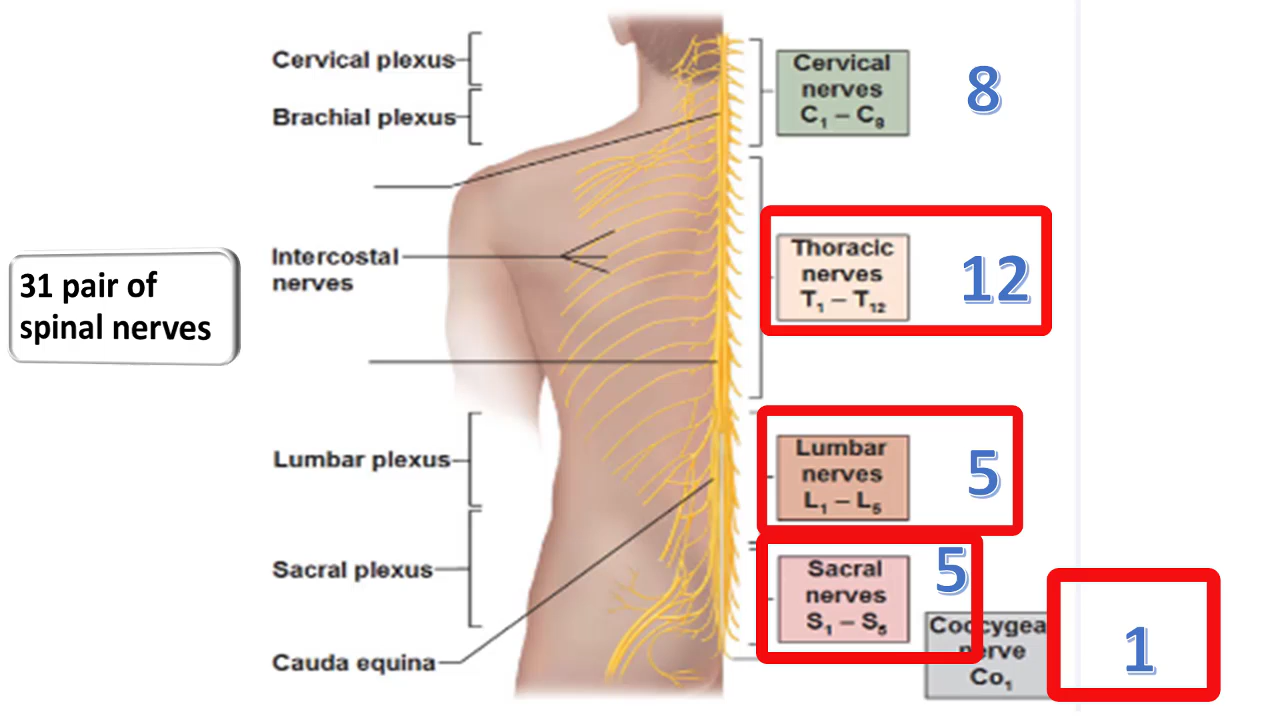 Cervical plexus
Brachial plexus
Intercostal
nerves
31 pair of
spinal nerves
Lumbar plexus
Sacral plexus
Cauda equina
Cervical
nerves
C₁ – C₈
8
Thoracic
nerves
T₁ – T₁₂
12
Lumbar
nerves
L₁ – L₅
5
Sacral
nerves
S₁ – S₅
5
Coccygea
nerve
Co₁
1